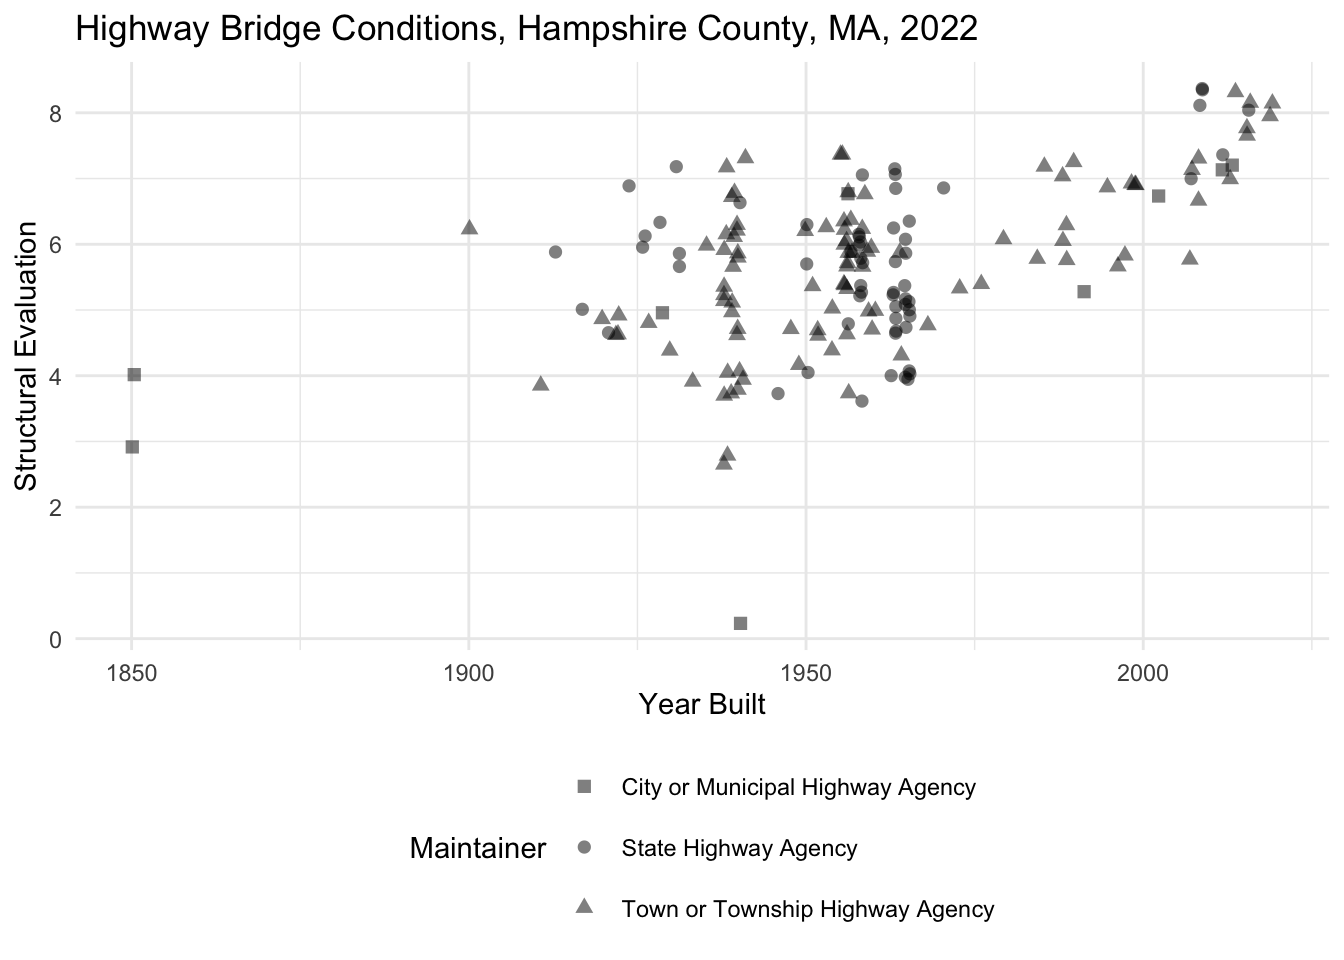 Highway Bridge Conditions, Hampshire County, MA, 2022
Structural Evaluation
8
6
4
2
0
1850 1900 1950 2000
Year Built
Maintainer
City or Municipal Highway Agency
State Highway Agency
Town or Township Highway Agency